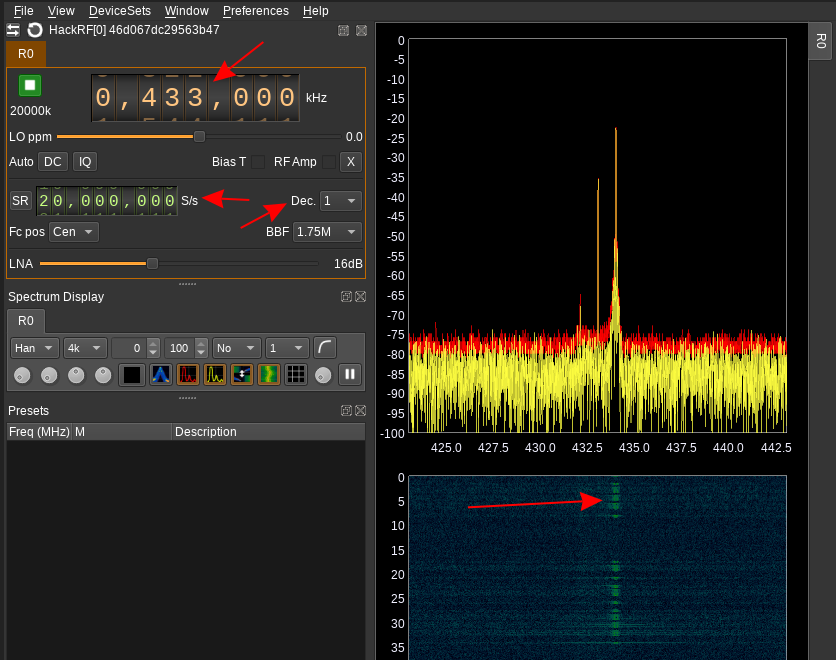 File View DeviceSets Window Preferences Help
HackRF[0] 46d067dc29563b47
R0
20000k
0,433,000 kHz
LO ppm 0.0
Auto DC IQ Bias T RF Amp X
SR 20,000,000 S/s Dec. 1
Fc pos Cen BBF 1.75M
LNA 16dB
Spectrum Display
R0
Han 4k 0 100 No 1
Presets
Freq (MHz) M Description
R0
0
-5
-10
-15
-20
-25
-30
-35
-40
-45
-50
-55
-60
-65
-70
-75
-80
-85
-90
-95
-100
425.0 427.5 430.0 432.5 435.0 437.5 440.0 442.5
0
5
10
15
20
25
30
35